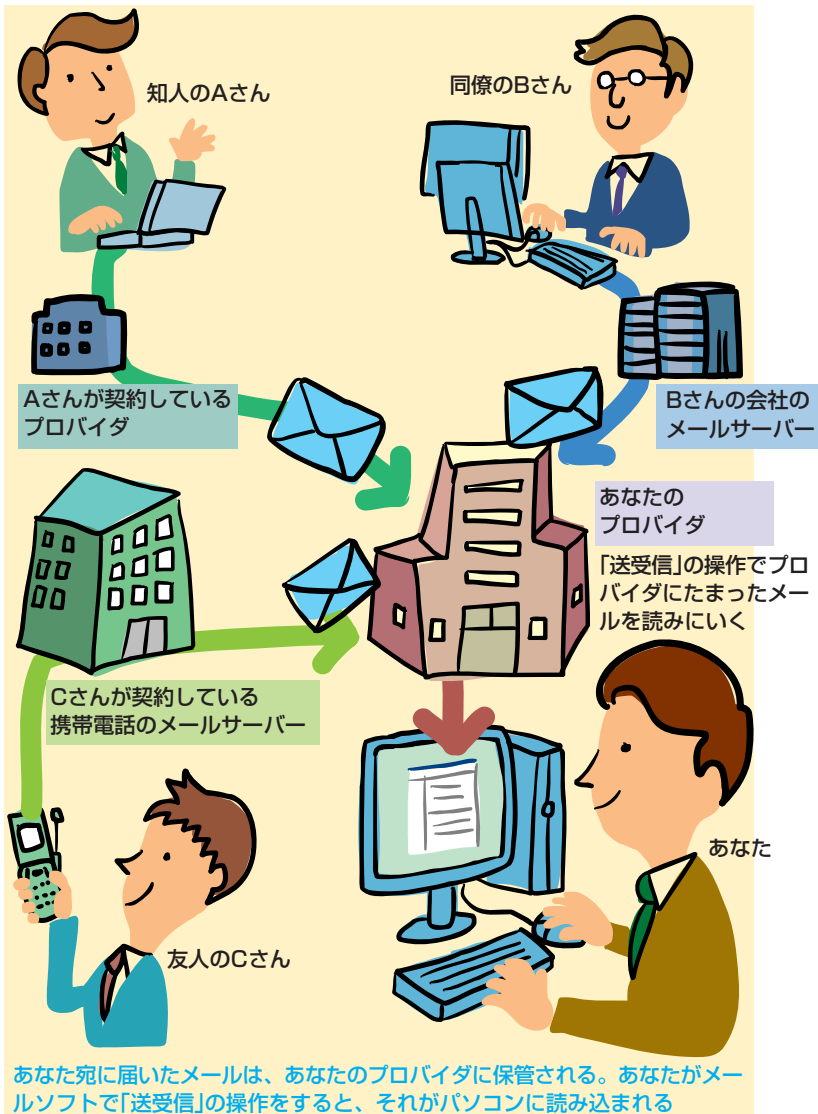 知人のAさん
同僚のBさん
Aさんが契約している
プロバイダ
Bさんの会社の
メールサーバー
あなたの
プロバイダ
「送受信」の操作でプロ
バイダにたまったメー
ルを読みにいく
Cさんが契約している
携帯電話のメールサーバー
あなた
友人のCさん
あなた宛に届いたメールは、あなたのプロバイダに保管される。あなたがメー
ルソフトで「送受信」の操作をすると、それがパソコンに読み込まれる